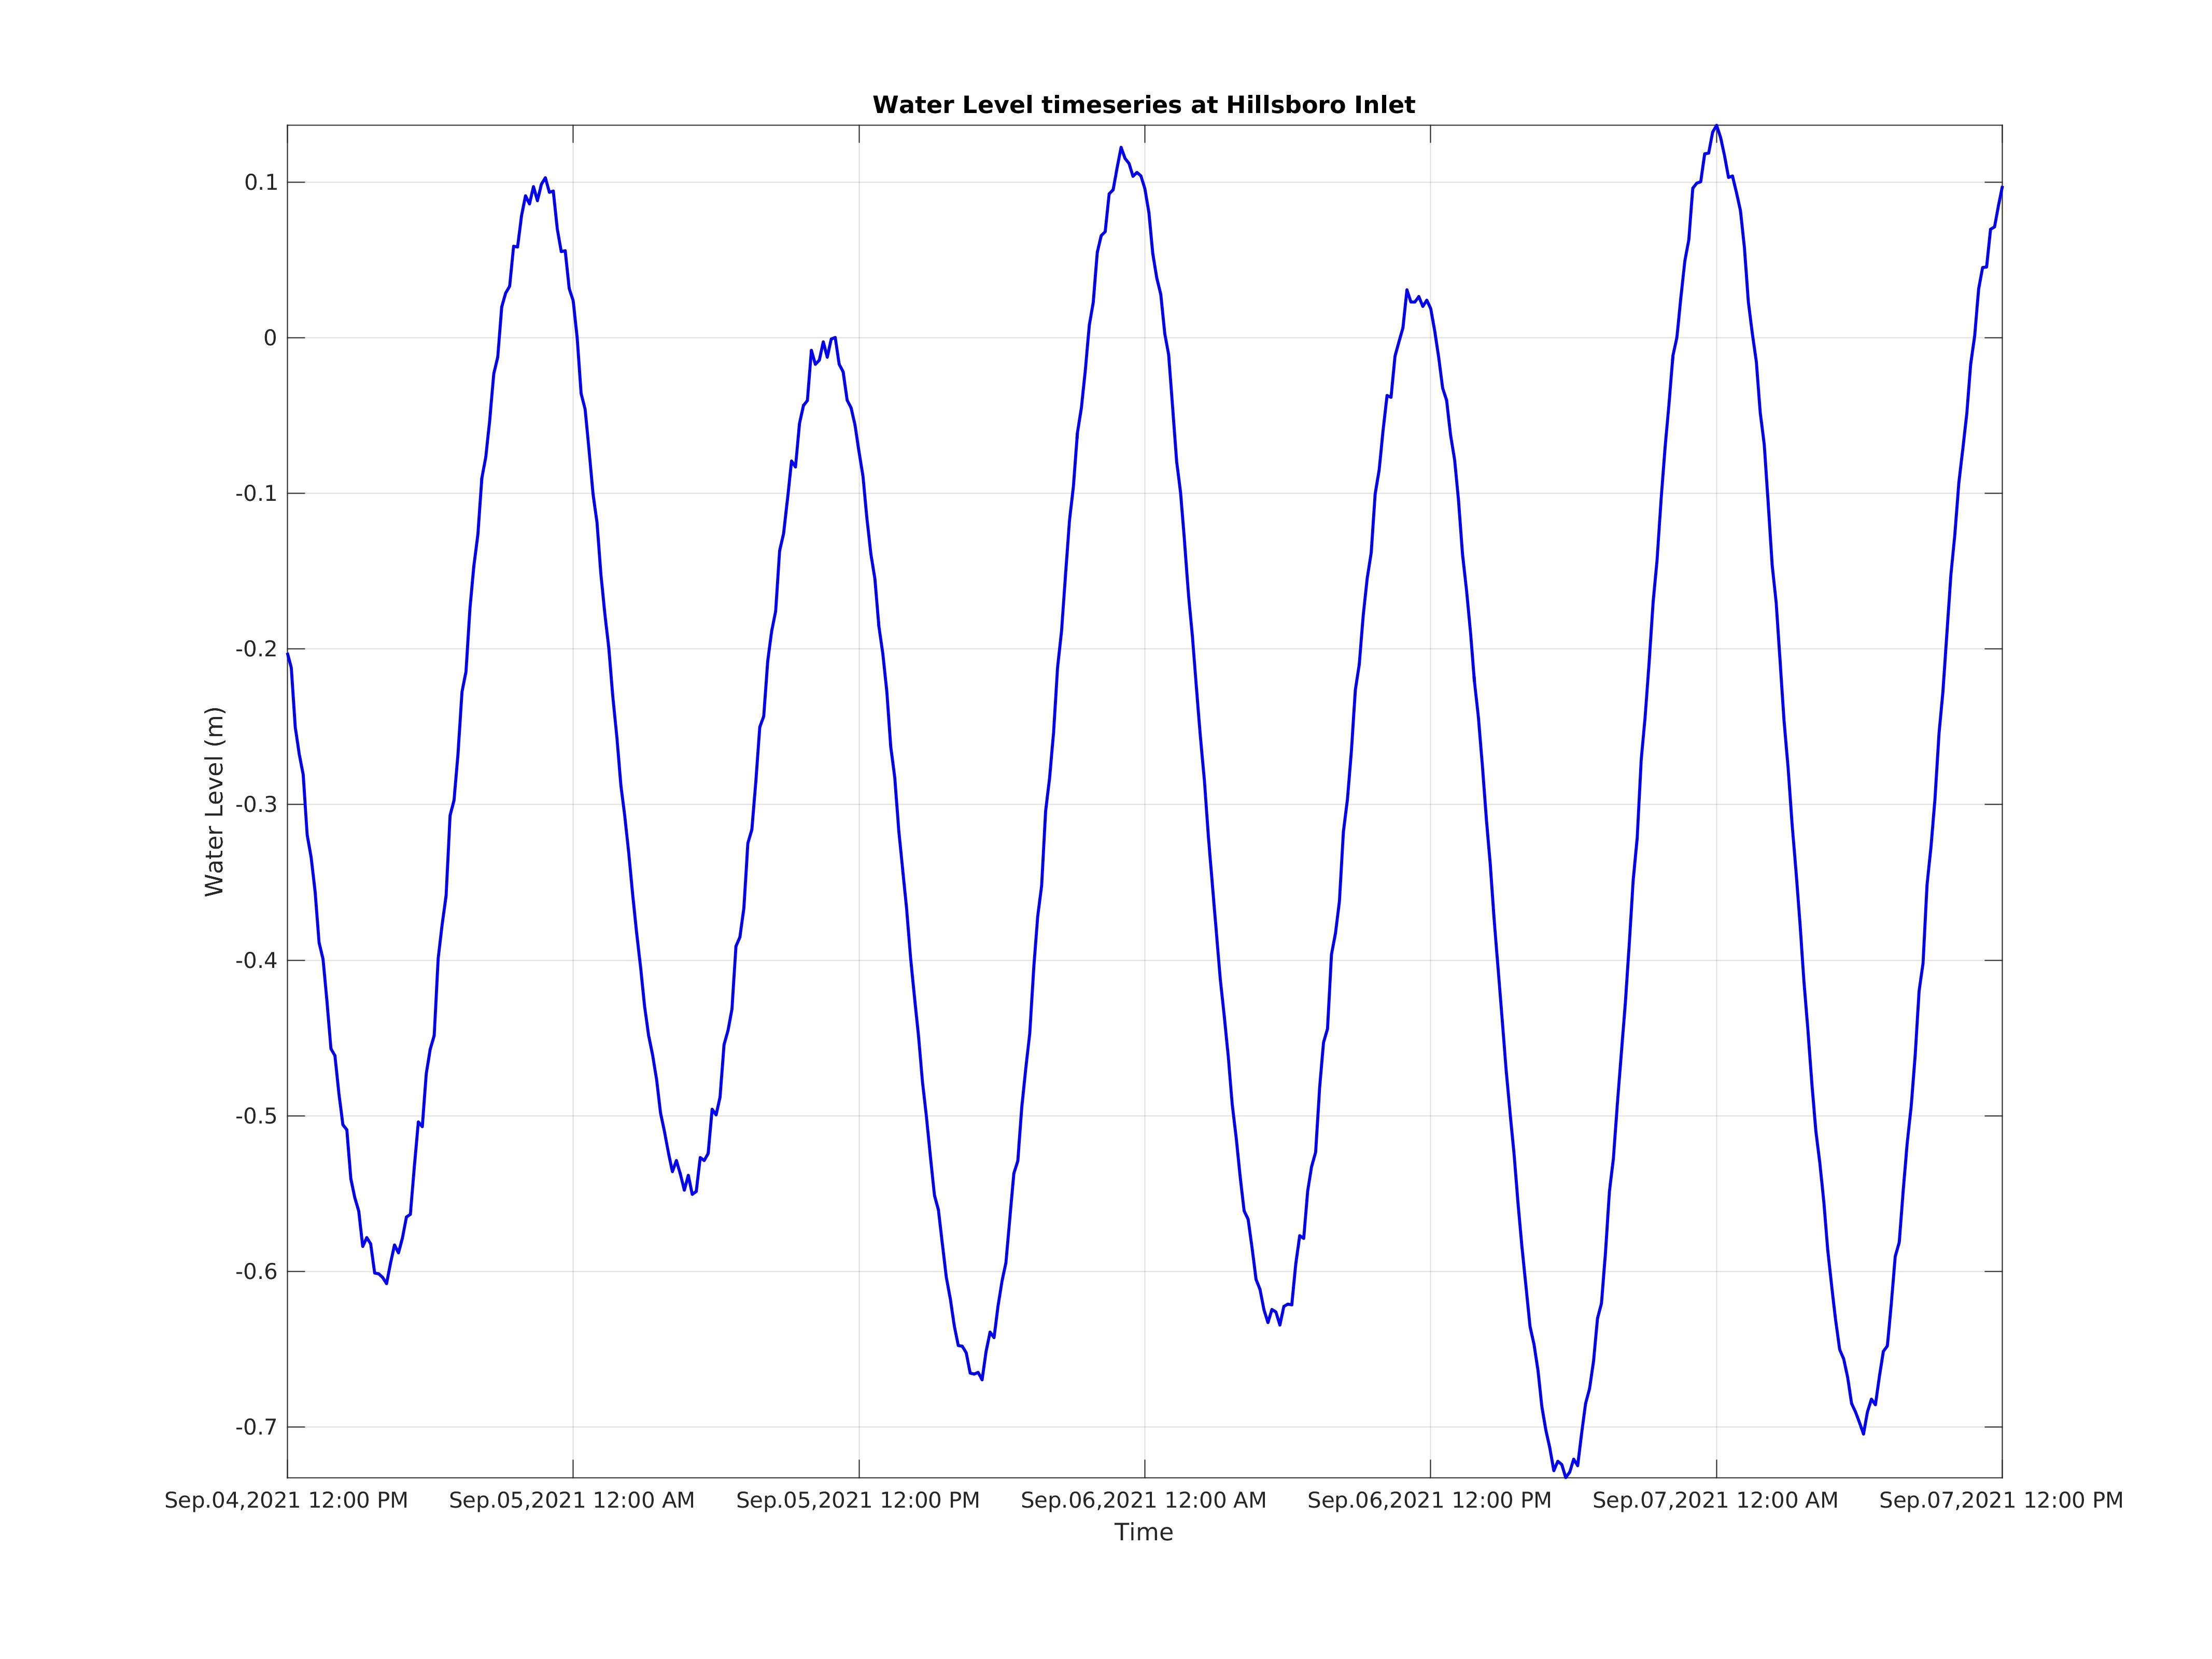 Water Level timeseries at Hillsboro Inlet
0.1
0
-0.1
-0.2
-0.3
-0.4
-0.5
-0.6
-0.7
Water Level (m)
Sep.04,2021 12:00 PM
Sep.05,2021 12:00 AM
Sep.05,2021 12:00 PM
Sep.06,2021 12:00 AM
Sep.06,2021 12:00 PM
Sep.07,2021 12:00 AM
Sep.07,2021 12:00 PM
Time